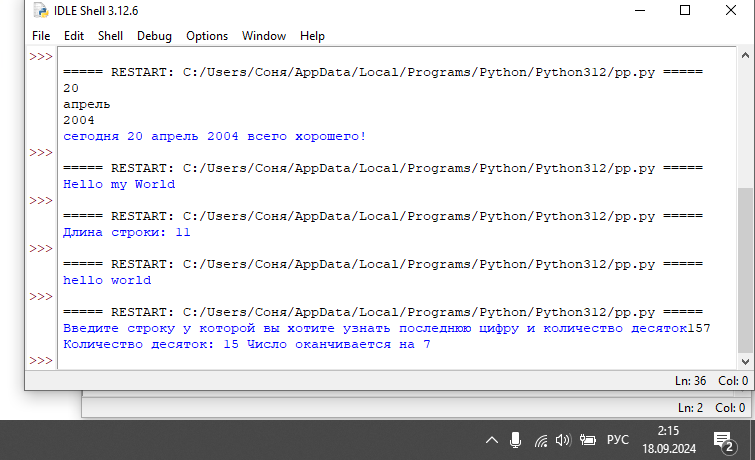 IDLE Shell 3.12.6
File Edit Shell Debug Options Window Help
>>>
===== RESTART: C:/Users/Соня/AppData/Local/Programs/Python/Python312/pp.py =====
20
апрель
2004
сегодня 20 апрель 2004 всего хорошего!
>>>
===== RESTART: C:/Users/Соня/AppData/Local/Programs/Python/Python312/pp.py =====
Hello my World
>>>
===== RESTART: C:/Users/Соня/AppData/Local/Programs/Python/Python312/pp.py =====
Длина строки: 11
>>>
===== RESTART: C:/Users/Соня/AppData/Local/Programs/Python/Python312/pp.py =====
hello world
>>>
===== RESTART: C:/Users/Соня/AppData/Local/Programs/Python/Python312/pp.py =====
Введите строку у которой вы хотите узнать последнюю цифру и количество десяток157
Количество десяток: 15 Число оканчивается на 7
>>>
Ln: 36 Col: 0
Ln: 2 Col: 0
РУС
2:15
18.09.2024
2